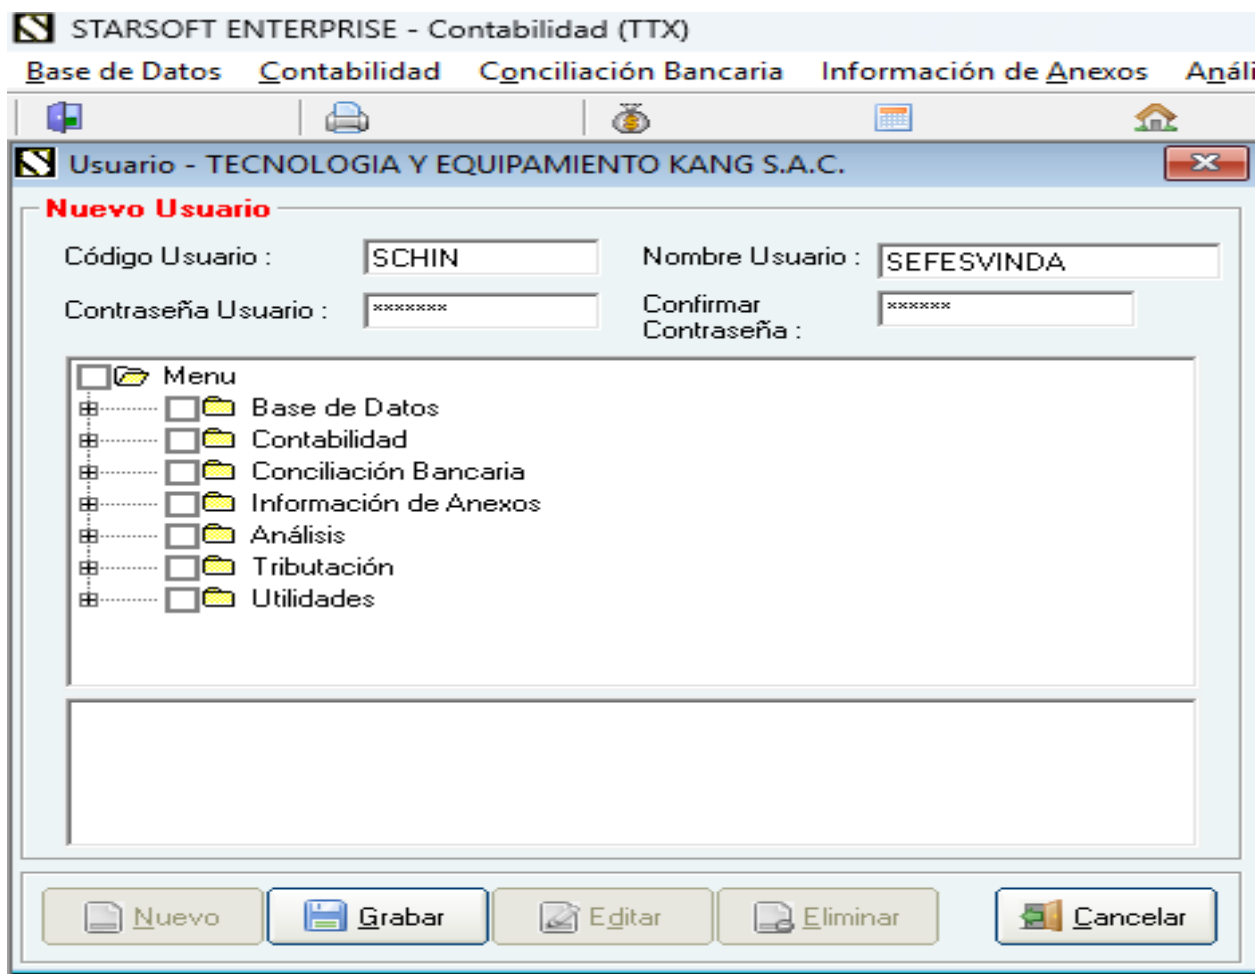 STARSOFT ENTERPRISE - Contabilidad (TTX)
Base de Datos Contabilidad Conciliación Bancaria Información de Anexos Análi
Usuario - TECNOLOGIA Y EQUIPAMIENTO KANG S.A.C.
Nuevo Usuario
Código Usuario : SCHIN Nombre Usuario : SEFESVINDA
Contraseña Usuario : ******* Confirmar Contraseña : ******
Menu
Base de Datos
Contabilidad
Conciliación Bancaria
Información de Anexos
Análisis
Tributación
Utilidades
Nuevo Grabar Editar Eliminar Cancelar